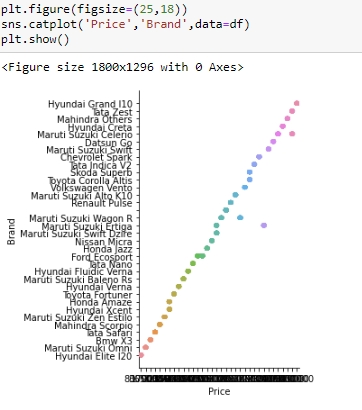 plt.figure(figsize=(25,18))
sns.catplot('Price','Brand',data=df)
plt.show()
<Figure size 1800x1296 with 0 Axes>
Hyundai Grand I10
Tata Zest
Mahindra Others
Hyundai Creta
Maruti Suzuki Celerio
Datsun Go
Maruti Suzuki Swift
Chevrolet Spark
Tata Indica V2
Skoda Superb
Toyota Corolla Altis
Volkswagen Vento
Maruti Suzuki Alto K10
Renault Pulse
Maruti Suzuki Wagon R
Maruti Suzuki Ertiga
Maruti Suzuki Swift Dzire
Nissan Micra
Honda Jazz
Ford Ecosport
Tata Nano
Hyundai Fluidic Verna
Maruti Suzuki Baleno Rs
Hyundai Verna
Toyota Fortuner
Honda Amaze
Hyundai Xcent
Maruti Suzuki Zen Estilo
Mahindra Scorpio
Tata Safari
Bmw X3
Maruti Suzuki Omni
Hyundai Elite I20
Brand
Price